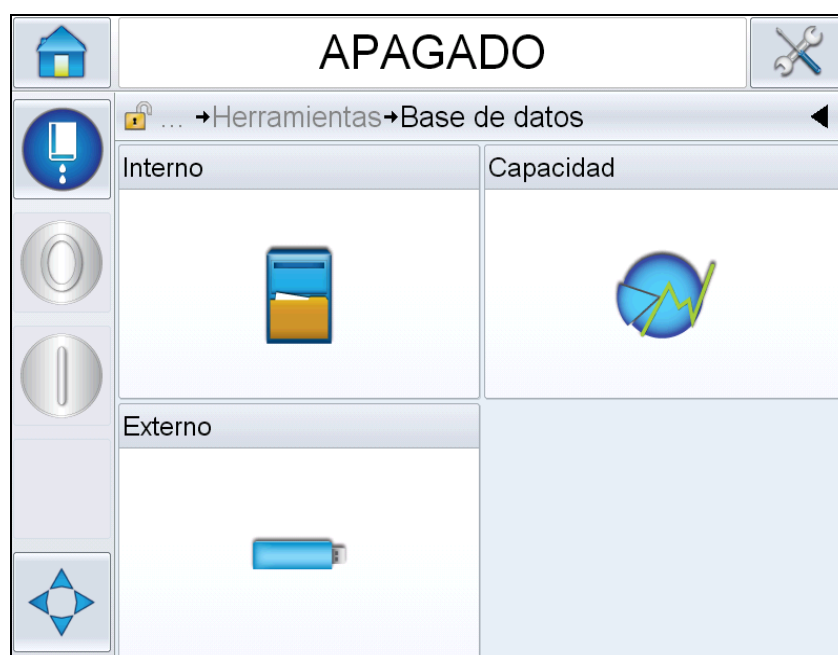 APAGADO
... →Herramientas→Base de datos
Interno
Capacidad
Externo